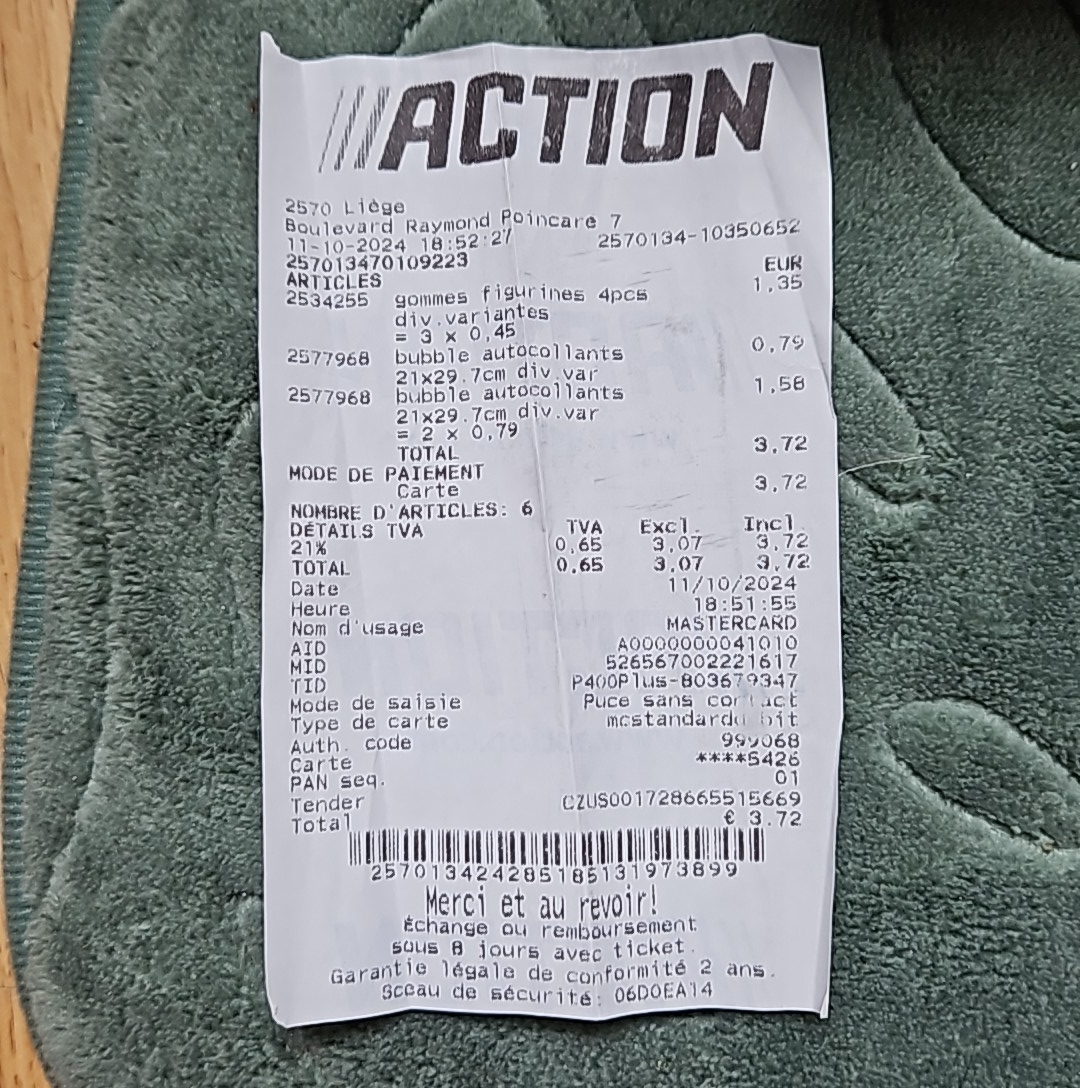 ACTION
2570 Liège
Boulevard Raymond Poincare 7
11-10-2024 18:52:27 2570134-10350652
257013470109223 EUR
ARTICLES 1,35
2534255 gommes figurines 4pcs
div.variantes
= 3 x 0,45
2577968 bubble autocollants 0,79
21x29.7cm div.var
2577968 bubble autocollants 1,58
21x29.7cm div.var
= 2 x 0,79
TOTAL 3,72
MODE DE PAIEMENT
Carte 3,72
NOMBRE D'ARTICLES: 6
DÉTAILS TVA TVA Excl. Incl.
21% 0,65 3,07 3,72
TOTAL 0,65 3,07 3,72
Date 11/10/2024
Heure 18:51:55
Nom d'usage MASTERCARD
AID A0000000041010
MID 526567002221617
TID P400Plus-803679347
Mode de saisie Puce sans contact
Type de carte
Auth. code 999068
Carte ****5426
PAN seq. 01
Tender CZUS001728665515669
Total € 3.72
257013424285185131973899
Merci et au revoir!
Échange ou remboursement
sous 8 jours avec ticket.
Garantie légale de conformité 2 ans.
Sceau de sécurité: 06D0EA14